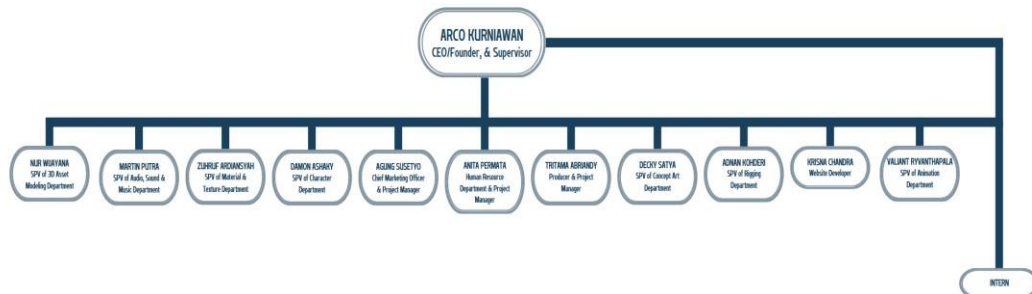 ARCO KURNIAWAN
CEO/Founder, & Supervisor
NUR WIJAYANA
SPV of 3D Asset
Modeling Department
MARTIN PUTRA
SPV of Audio, Sound &
Music Department
ZUHRUF ARDIANSYAH
SPV of Material &
Texture Department
DAMON ASHAKY
SPV of Character
Department
AGUNG SUSETYO
Chief Marketing Officer
& Project Manager
ANITA PERMATA
Human Resource
Department & Project
Manager
TRITAMA ABRIANDY
Producer & Project
Manager
DECKY SATYA
SPV of Concept Art
Department
ADNAN KOHDERI
SPV of Rigging
Department
KRISNA CHANDRA
Website Developer
VALIANT RYVANTHAPALA
SPV of Animation
Department
INTERN